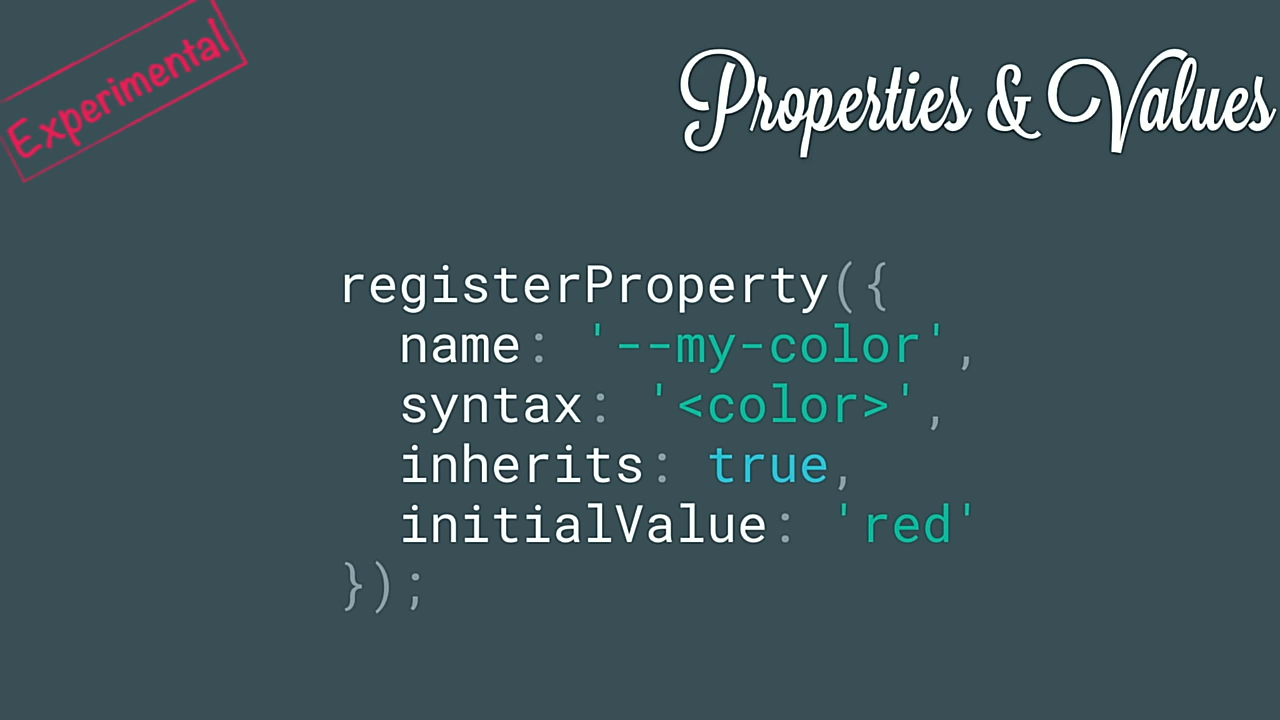 Experimental
Properties & Values
registerProperty({
  name: '--my-color',
  syntax: '<color>',
  inherits: true,
  initialValue: 'red'
});